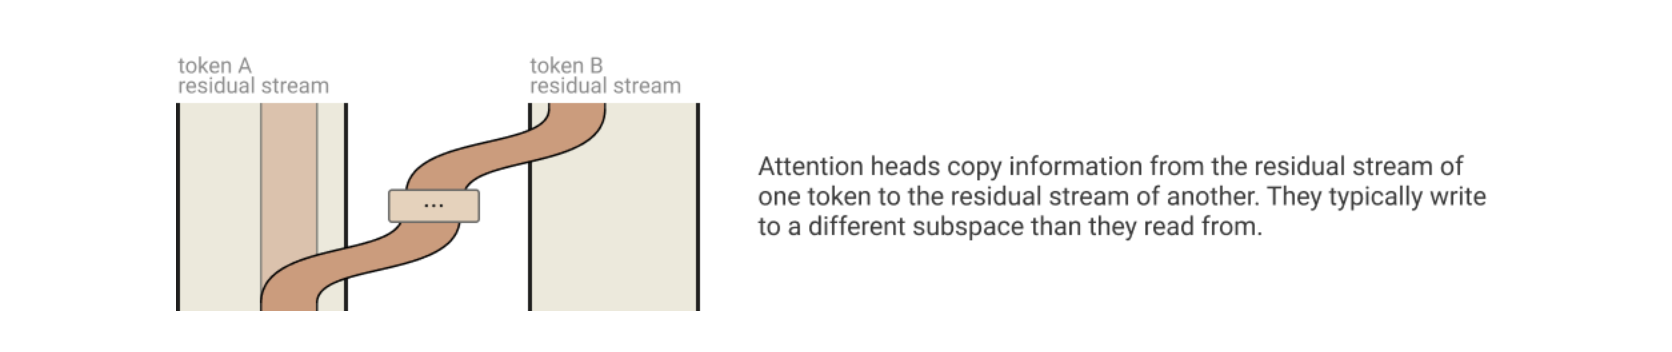 token A
residual stream
token B
residual stream
...
Attention heads copy information from the residual stream of
one token to the residual stream of another. They typically write
to a different subspace than they read from.